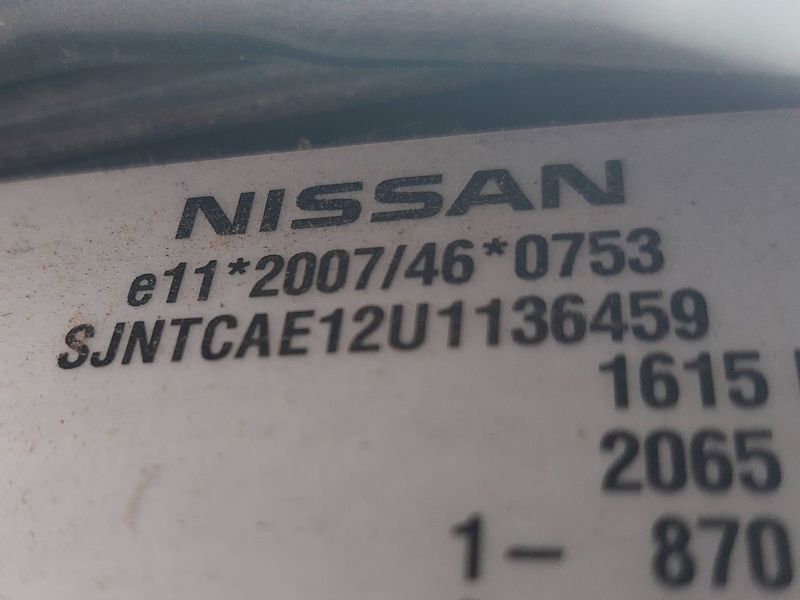 NISSAN
e11*2007/46*0753
SJNTCAE12U1136459
1615
2065
1- 870